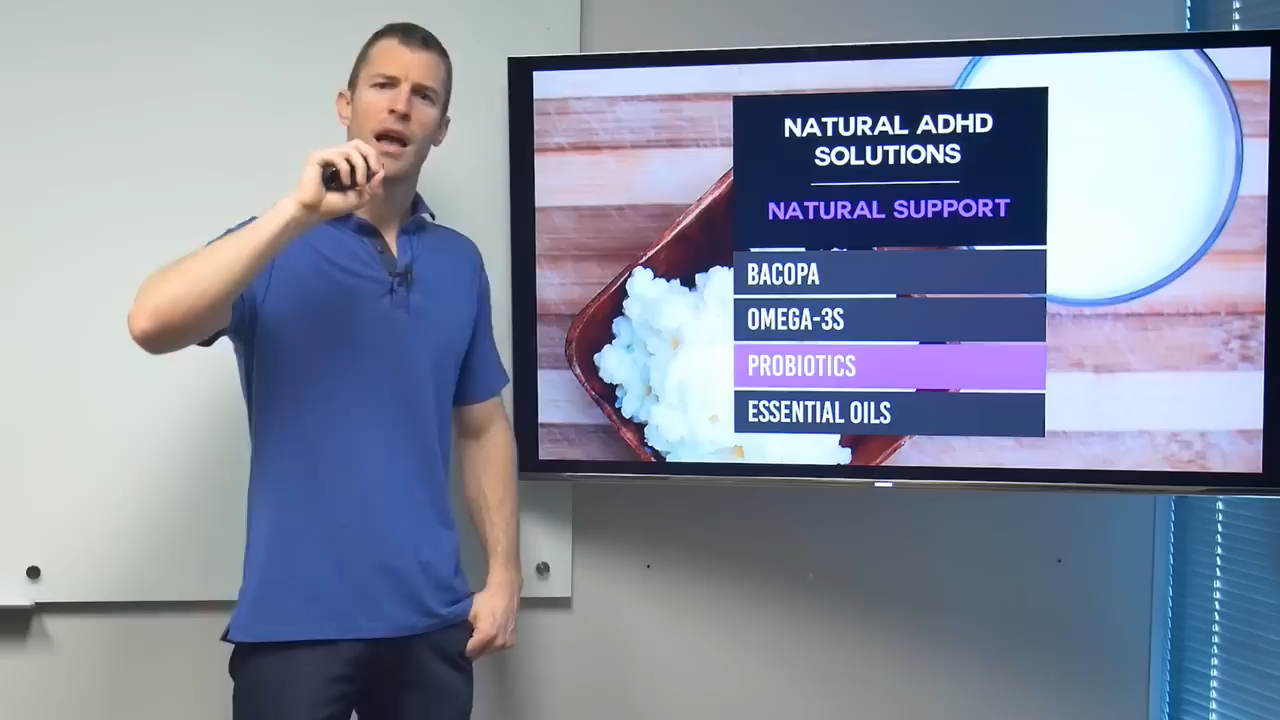 NATURAL ADHD
SOLUTIONS
NATURAL SUPPORT
BACOPA
OMEGA-3S
PROBIOTICS
ESSENTIAL OILS